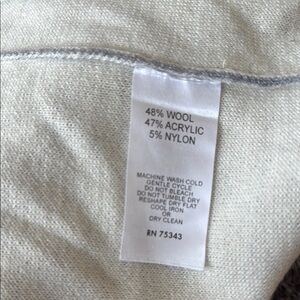 48% WOOL
47% ACRYLIC
5% NYLON
MACHINE WASH COLD
GENTLE CYCLE
DO NOT BLEACH
DO NOT TUMBLE DRY
RESHAPE DRY FLAT
COOL IRON
OR
DRY CLEAN
RN 75343